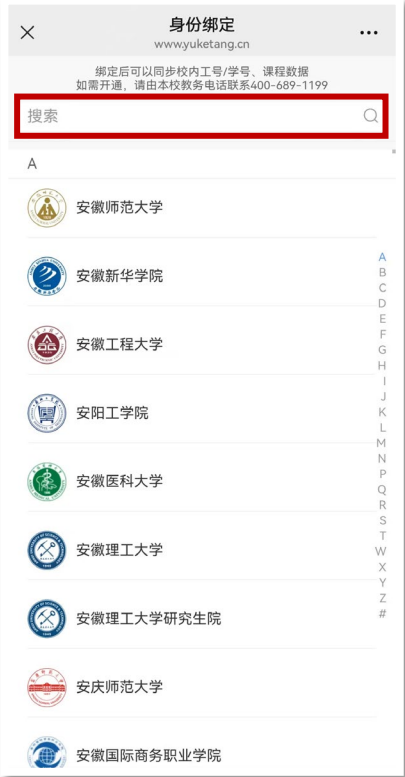 身份绑定
www.yuketang.cn
绑定后可以同步校内工号/学号、课程数据
如需开通，请由本校教务电话联系400-689-1199
搜索
A
安徽师范大学
安徽新华学院
安徽工程大学
安阳工学院
安徽医科大学
安徽理工大学
安徽理工大学研究生院
安庆师范大学
安徽国际商务职业学院
A
B
C
D
E
F
G
H
I
J
K
L
M
N
P
Q
R
S
T
W
X
Y
Z
#